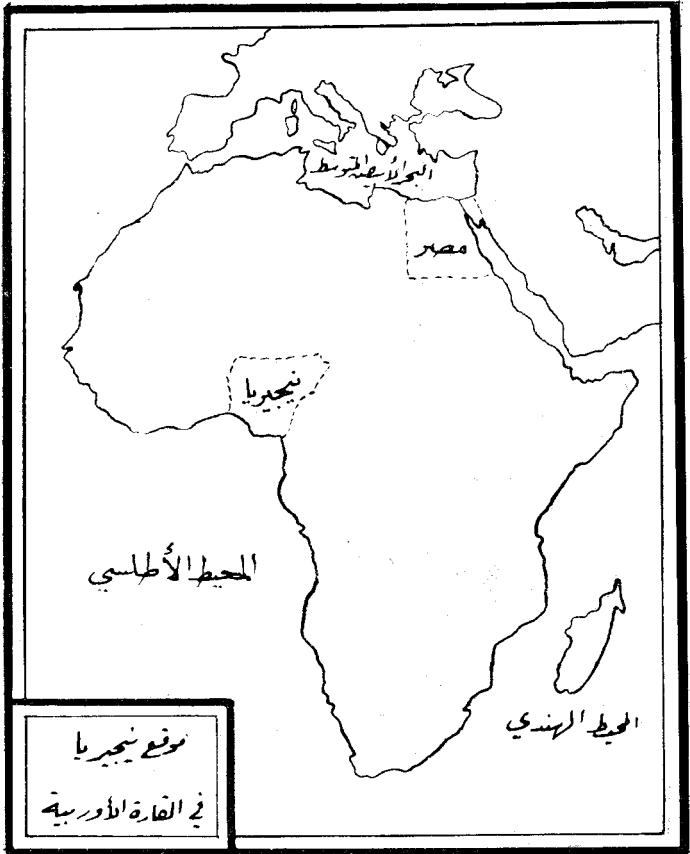 البحر الأبيض المتوسط
مصر
نيجيريا
المحيط الأطلسي
المحيط الهندي
موقع نيجيريا
في القارة الأوربية